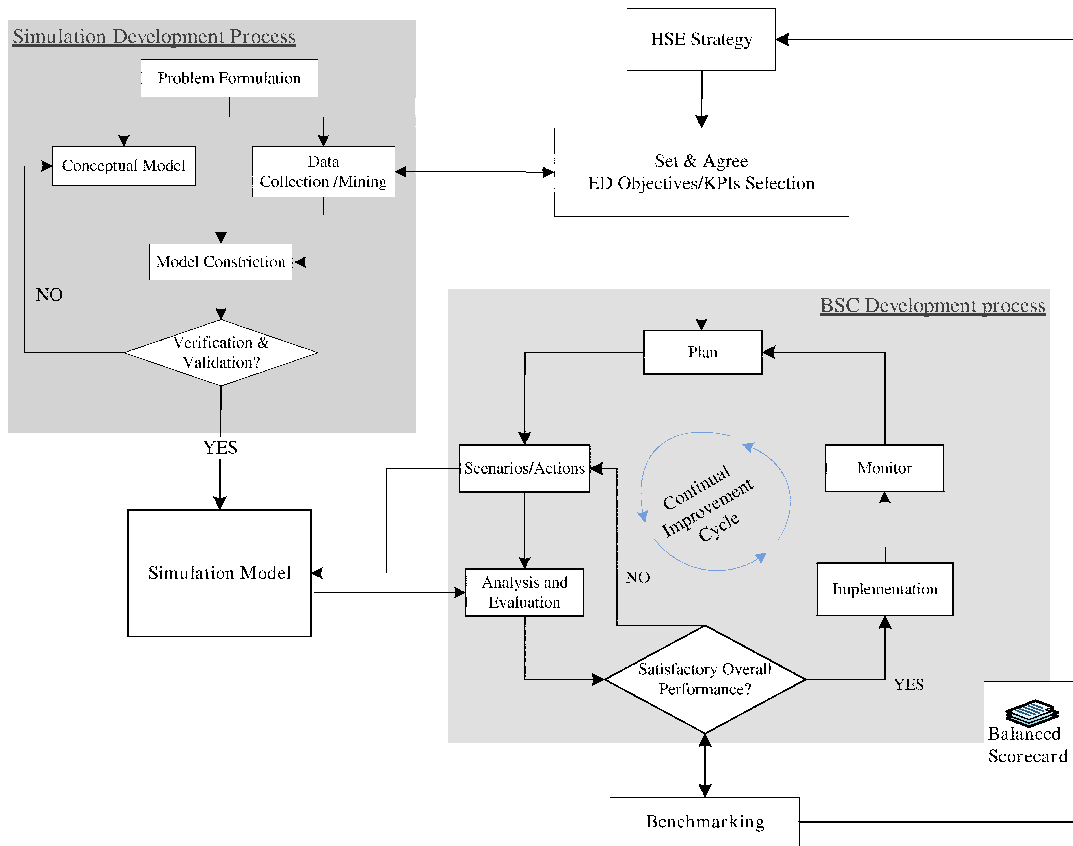 Simulation Development Process
Problem Formulation
Conceptual Model
Data
Collection /Mining
Model Constriction
NO
Verification &
Validation?
YES
Simulation Model
HSE Strategy
Set & Agree
ED Objectives/KPIs Selection
BSC Development process
Plan
Scenarios/Actions
Continual
Improvement
Cycle
Monitor
NO
Analysis and
Evaluation
Implementation
Satisfactory Overall
Performance?
YES
Balanced
Scorecard
Benchmarking